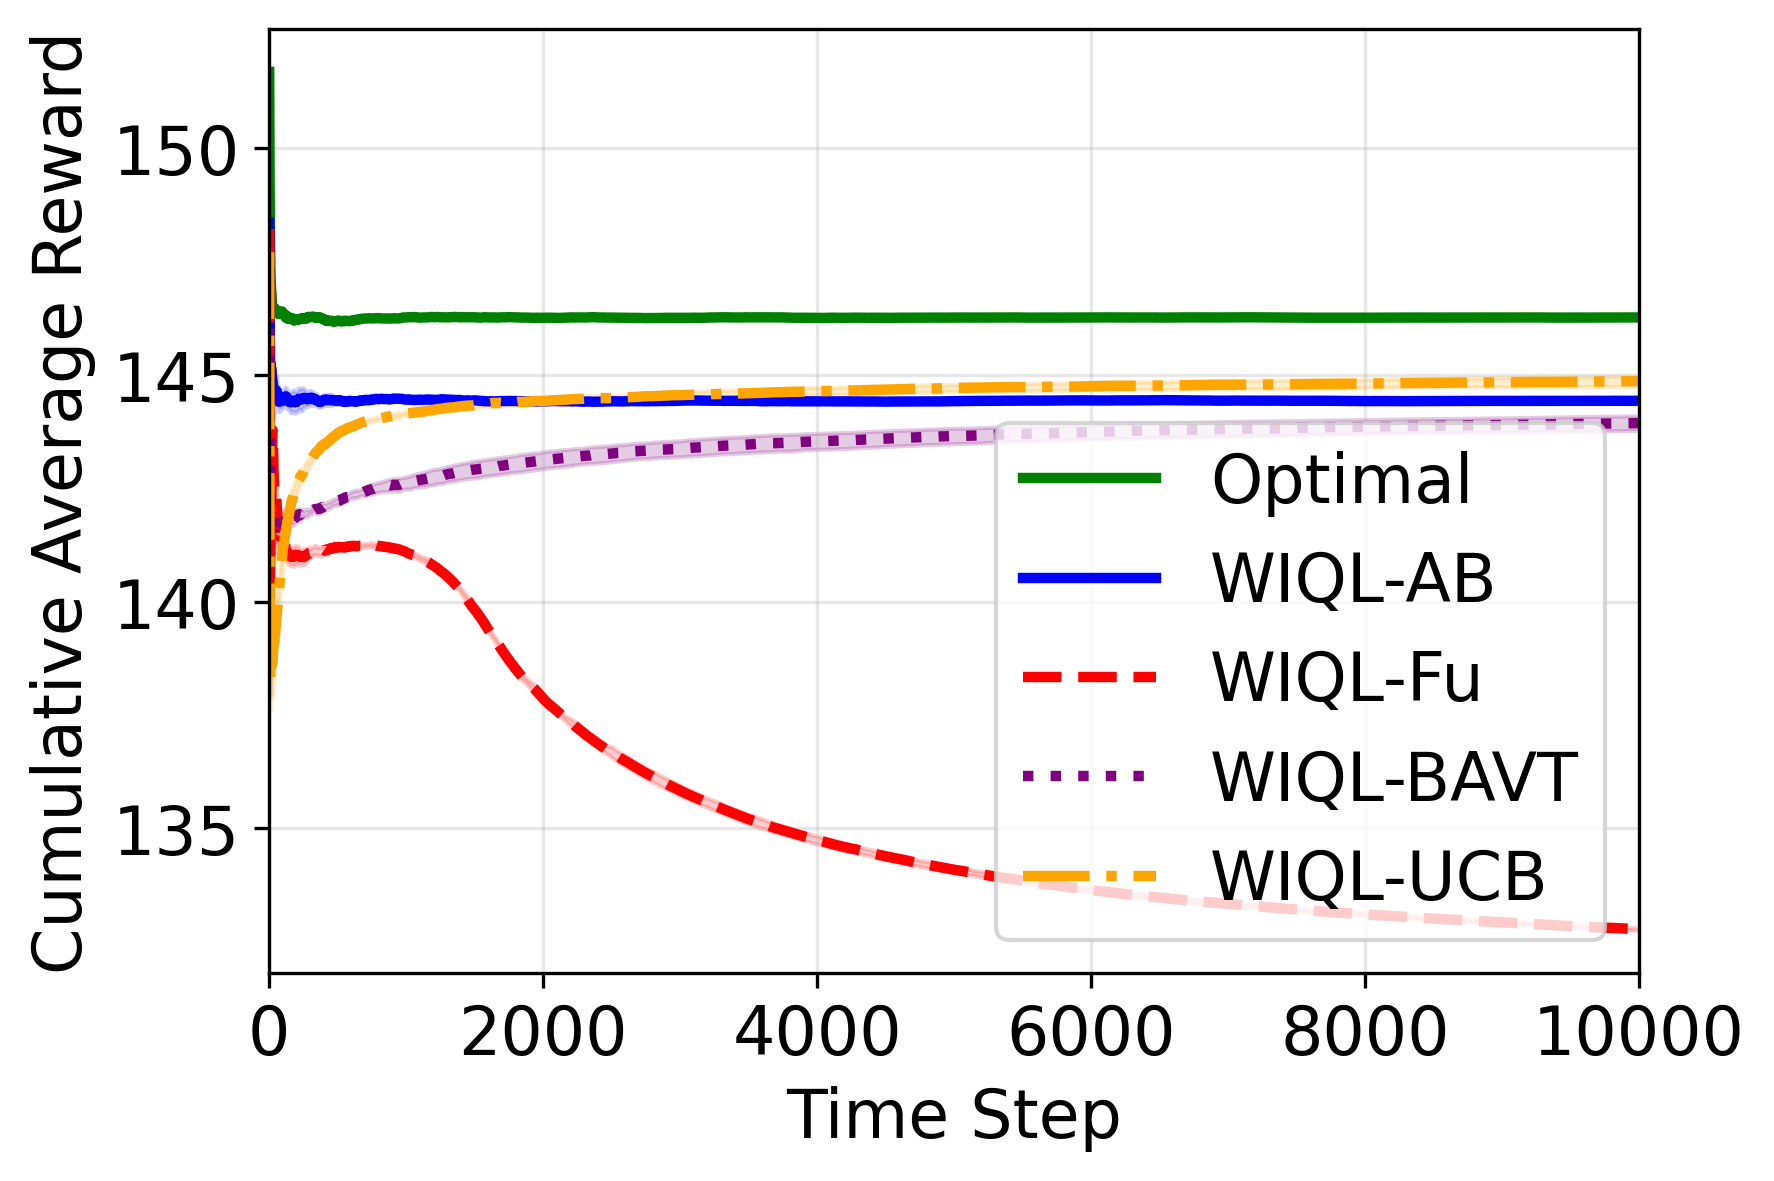 Cumulative Average Reward
150
145
140
135
Optimal
WIQL-AB
WIQL-Fu
WIQL-BAVT
WIQL-UCB
0 2000 4000 6000 8000 10000
Time Step